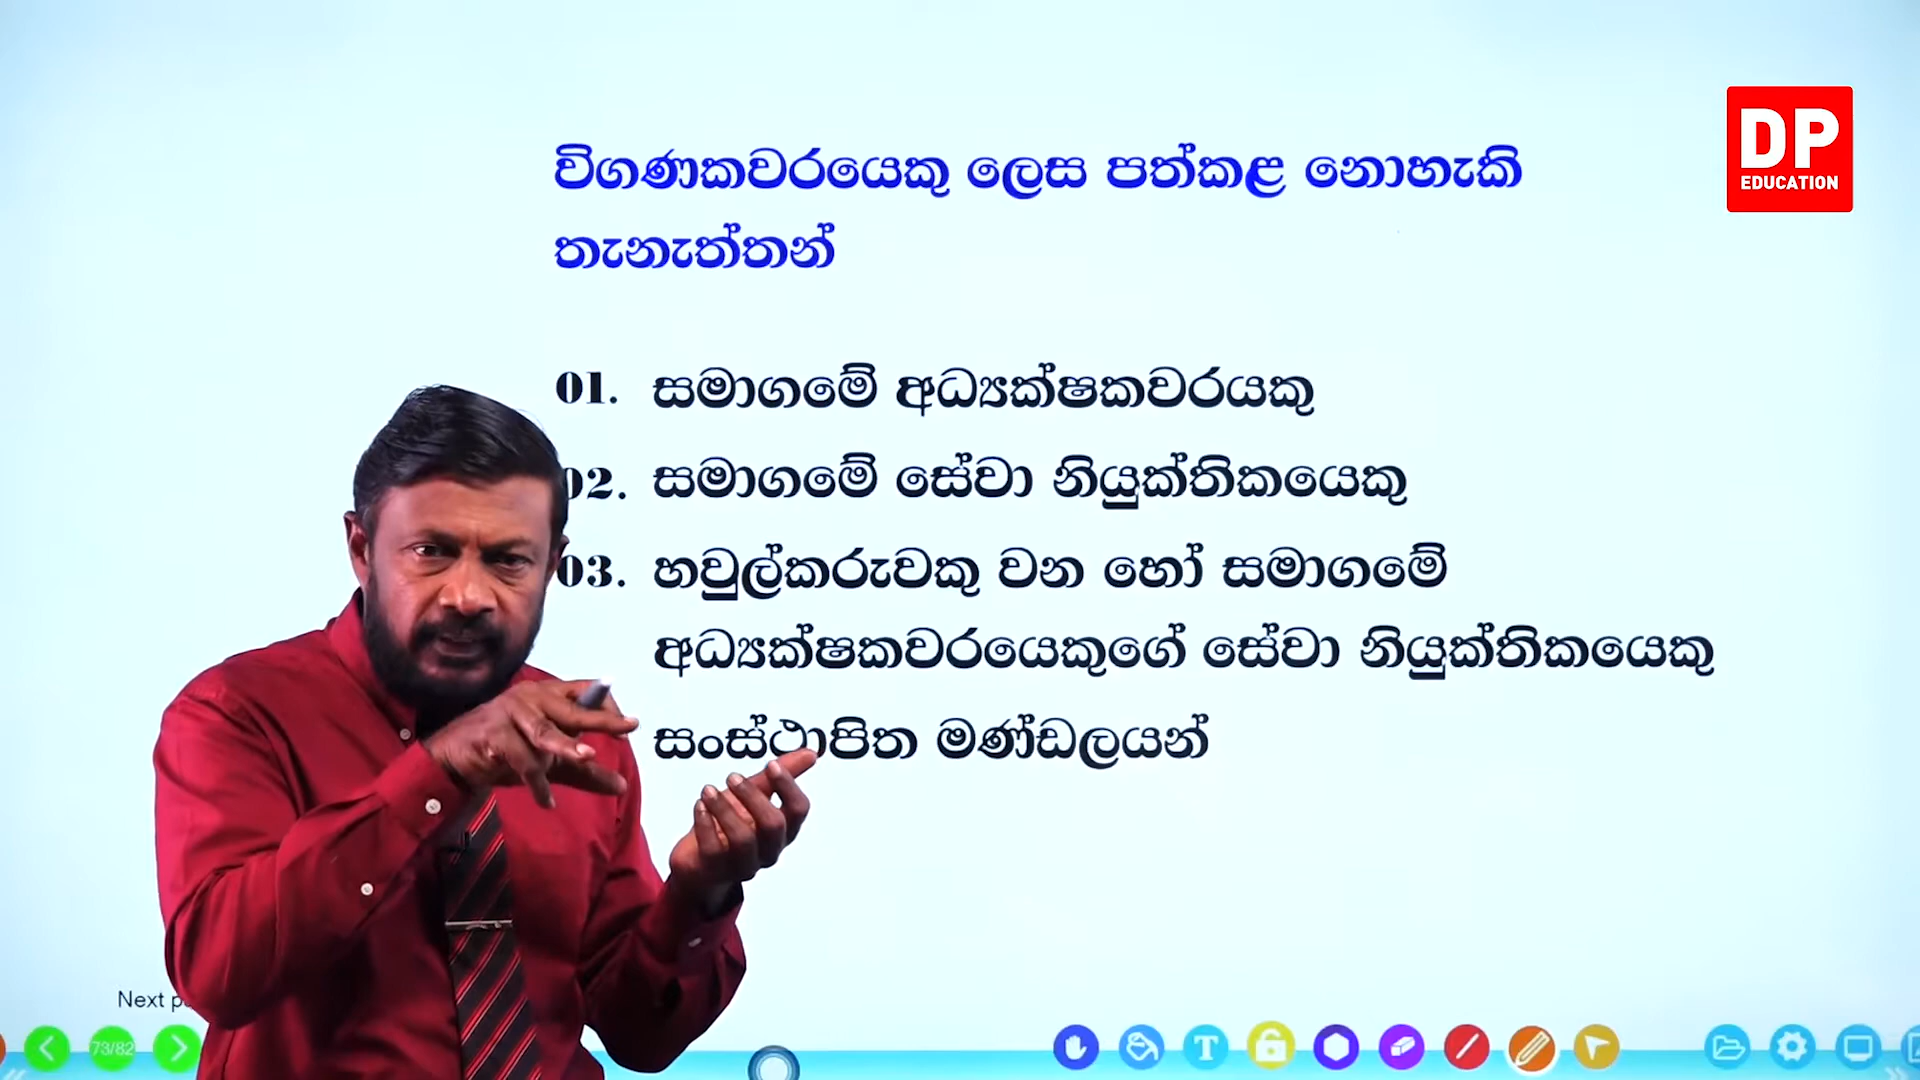 DP
EDUCATION
විගණකවරයෙකු ලෙස පත්කළ නොහැකි
තැනැත්තන්
01. සමාගමේ අධ්‍යක්ෂකවරයකු
02. සමාගමේ සේවා නියුක්තිකයෙකු
03. හවුල්කරුවකු වන හෝ සමාගමේ
අධ්‍යක්ෂකවරයෙකුගේ සේවා නියුක්තිකයෙකු
සංස්ථාපිත මණ්ඩලයන්
Next
73/82
T